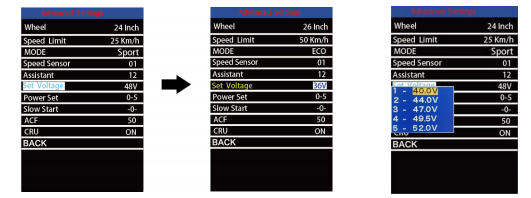 Advanced Settings
Wheel 24 Inch
Speed Limit 25 Km/h
MODE Sport
Speed Sensor 01
Assistant 12
Set Voltage 48V
Power Set 0-5
Slow Start -0-
ACF 50
CRU ON
BACK
Advanced Settings
Wheel 26 Inch
Speed Limit 50 Km/h
MODE ECO
Speed Sensor 01
Assistant 12
Set Voltage 36V
Power Set 0-5
Slow Start -0-
ACF 50
CRU ON
BACK
Advanced Settings
Wheel 24 Inch
Speed Limit 25 Km/h
MODE Sport
Speed Sensor 01
Assistant 12
Set Voltage 48V
1 - 40.0V 0-5
2 - 44.0V -0-
3 - 47.0V
4 - 49.5V 50
5 - 52.0V
CRU ON
BACK